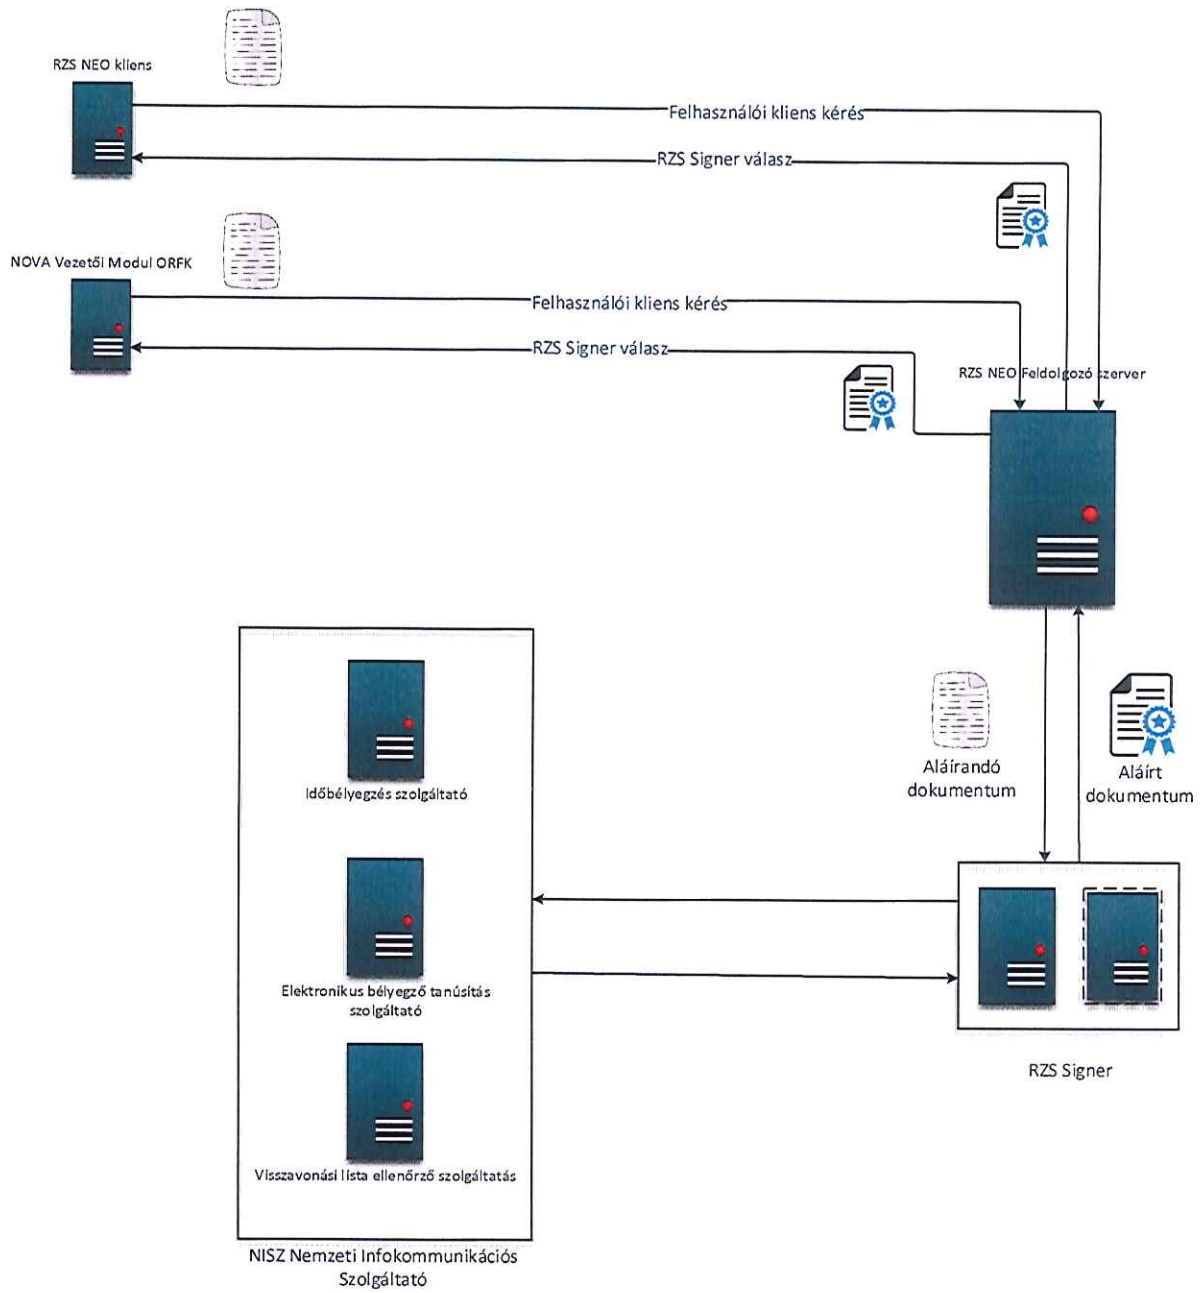 RZS NEO kliens
Felhasználói kliens kérés
RZS Signer válasz
NOVA Vezetői Modul ORFK
Felhasználói kliens kérés
RZS Signer válasz
RZS NEO Feldolgozó szerver
Aláírandó
dokumentum
Aláírt
dokumentum
Időbélyegzés szolgáltató
Elektronikus bélyegző tanúsítás
szolgáltató
Visszavonási lista ellenőrző szolgáltatás
RZS Signer
NISZ Nemzeti Infokommunikációs
Szolgáltató